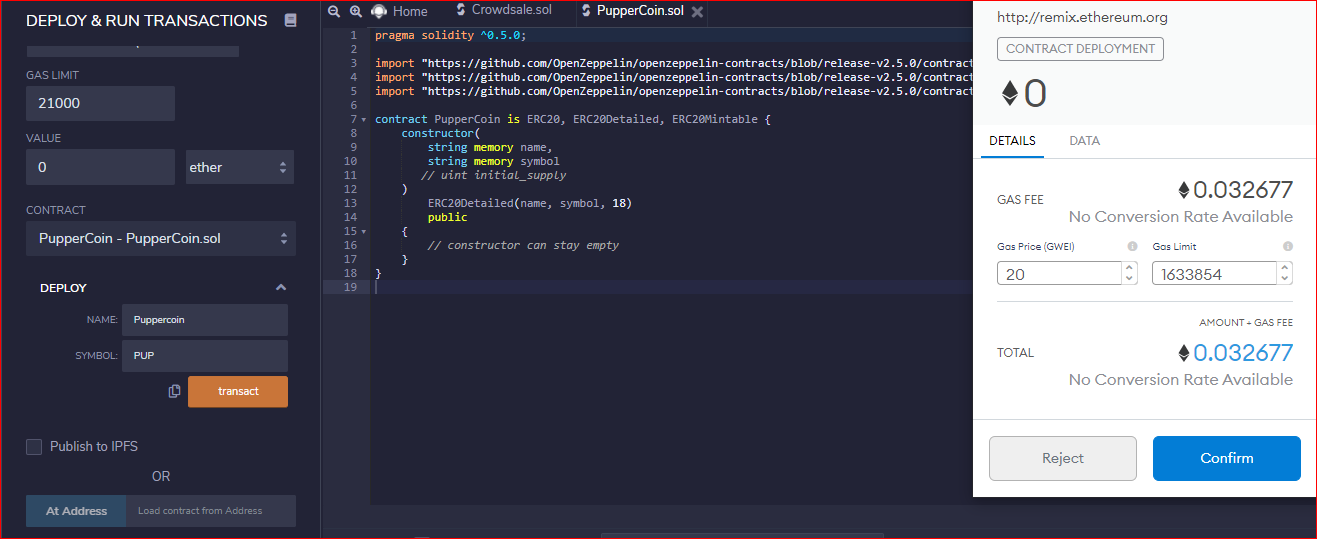 DEPLOY & RUN TRANSACTIONS
GAS LIMIT
21000
VALUE
0
ether
CONTRACT
PupperCoin - PupperCoin.sol
DEPLOY
NAME:
Puppercoin
SYMBOL:
PUP
transact
Publish to IPFS
OR
At Address
Load contract from Address
Home
Crowdsale.sol
PupperCoin.sol
1 pragma solidity ^0.5.0;
2
3 import "https://github.com/OpenZeppelin/openzeppelin-contracts/blob/release-v2.5.0/contract
4 import "https://github.com/OpenZeppelin/openzeppelin-contracts/blob/release-v2.5.0/contract
5 import "https://github.com/OpenZeppelin/openzeppelin-contracts/blob/release-v2.5.0/contract
6
7 contract PupperCoin is ERC20, ERC20Detailed, ERC20Mintable {
8 constructor(
9 string memory name,
10 string memory symbol
11 // uint initial_supply
12 )
13 ERC20Detailed(name, symbol, 18)
14 public
15 {
16 // constructor can stay empty
17 }
18 }
19
http://remix.ethereum.org
CONTRACT DEPLOYMENT
0
DETAILS
DATA
GAS FEE
0.032677
No Conversion Rate Available
Gas Price (GWEI)
Gas Limit
20
1633854
AMOUNT + GAS FEE
TOTAL
0.032677
No Conversion Rate Available
Reject
Confirm